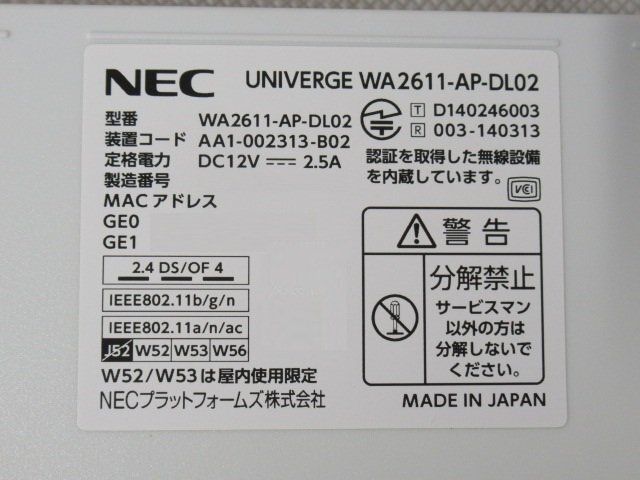 NEC UNIVERGE WA2611-AP-DL02
型番 WA2611-AP-DL02
装置コード AA1-002313-B02
定格電力 DC12V 2.5A
製造番号
MACアドレス
GE0
GE1
T D140246003
R 003-140313
認証を取得した無線設備
を内蔵しています。
VCCI
2.4 DS/OF 4
IEEE802.11b/g/n
IEEE802.11a/n/ac
J52 W52 W53 W56
W52/W53は屋内使用限定
NECプラットフォームズ株式会社
警告
分解禁止
サービスマン
以外の方は
分解しないで
ください。
MADE IN JAPAN